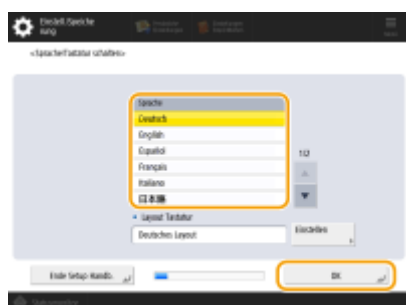 Einstell.Speiche
rung
<Sprache/Tastatur schalten>
Sprache
Deutsch
English
Español
Français
Italiano
日本語
1/2
Layout Tastatur
Deutsches Layout
Einstellen
Ende Setup-Handb.
OK